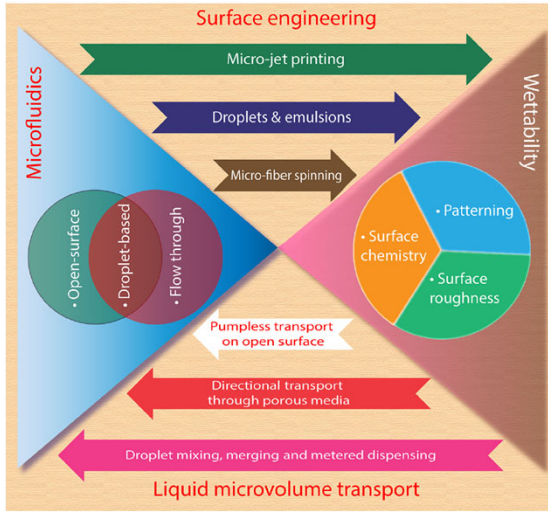 Surface engineering
Micro-jet printing
Droplets & emulsions
Micro-fiber spinning
Microfluidics
Wettability
• Open-surface
• Droplet-based
• Flow through
• Patterning
• Surface
chemistry
• Surface
roughness
Pumpless transport
on open surface
Directional transport
through porous media
Droplet mixing, merging and metered dispensing
Liquid microvolume transport